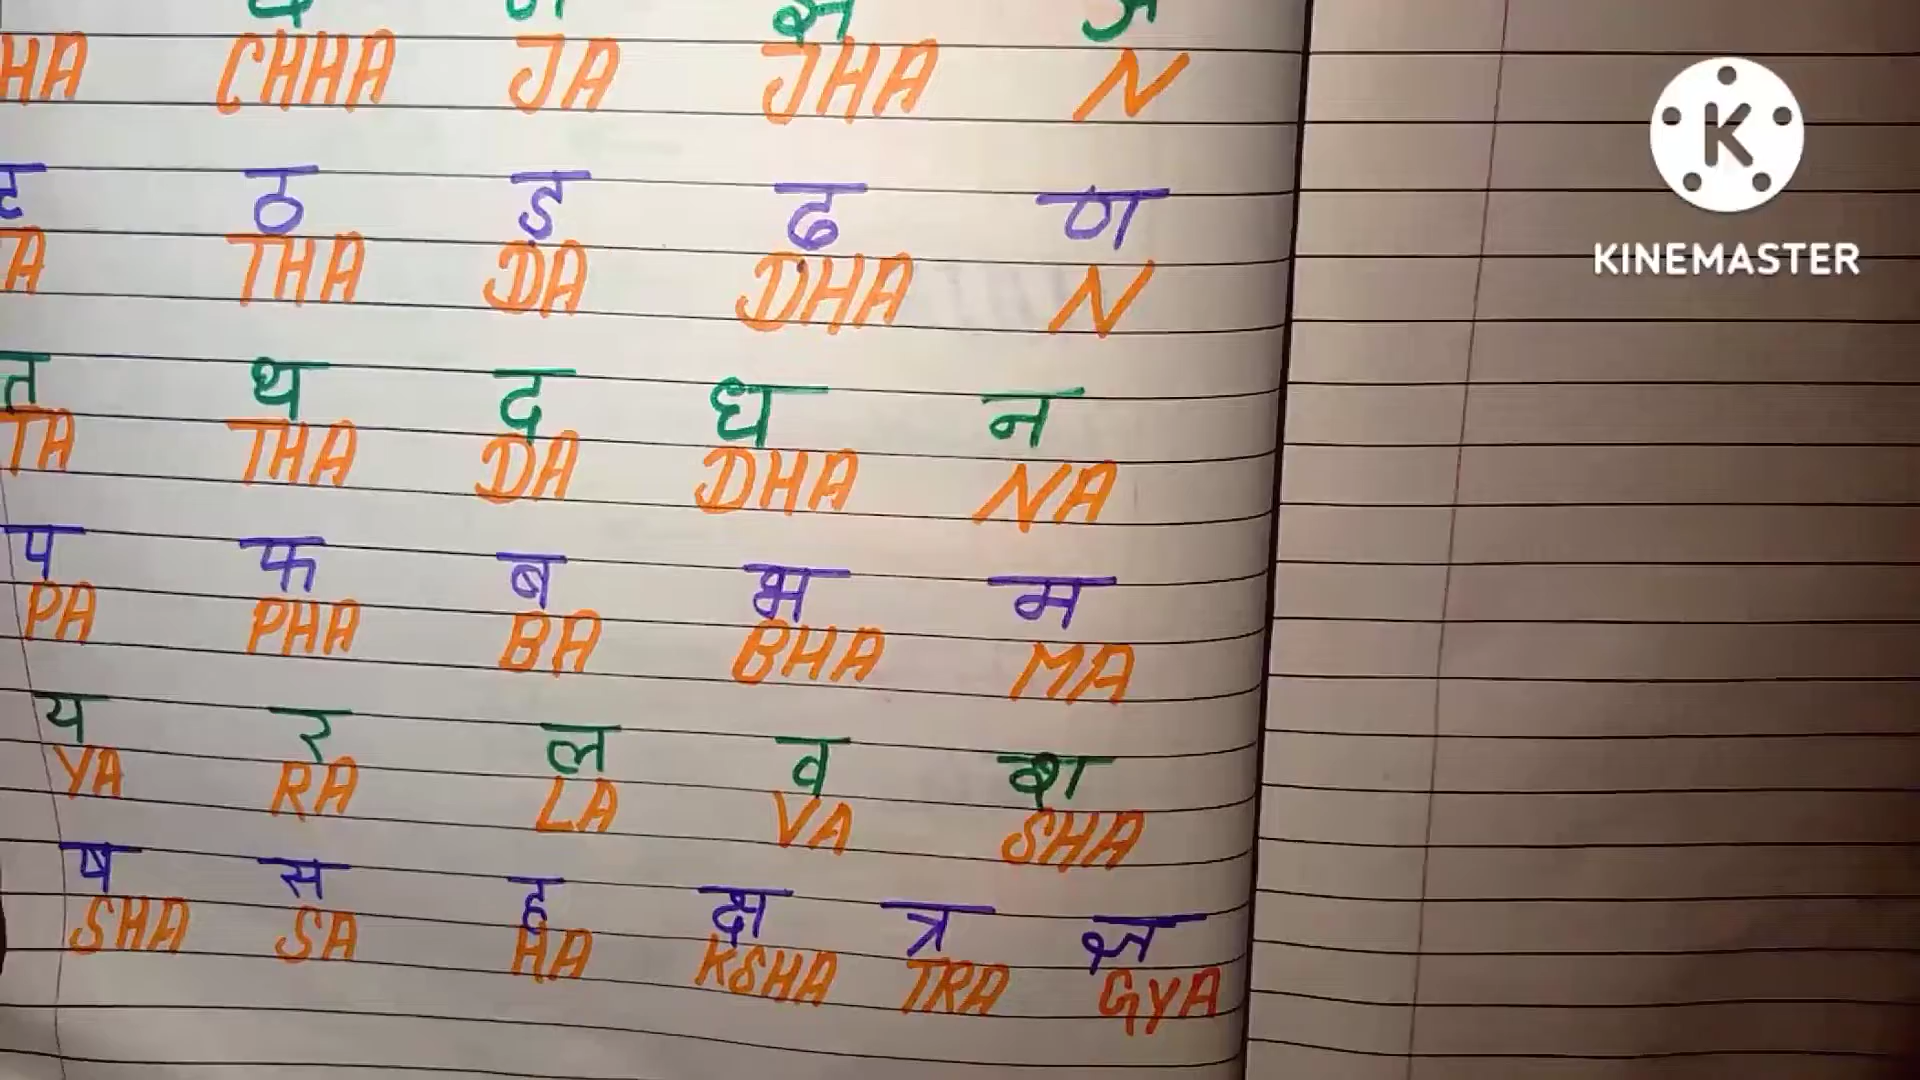 HA CHHA JA JHA N
ट ठ ड ढ ण
TA THA DA DHA N
त थ द ध न
TA THA DA DHA NA
प फ ब भ म
PA PHA BA BHA MA
य र ल व श
YA RA LA VA SHA
ष स ह क्ष त्र ज्ञ
SHA SA HA KSHA TRA GYA
K
KINEMASTER